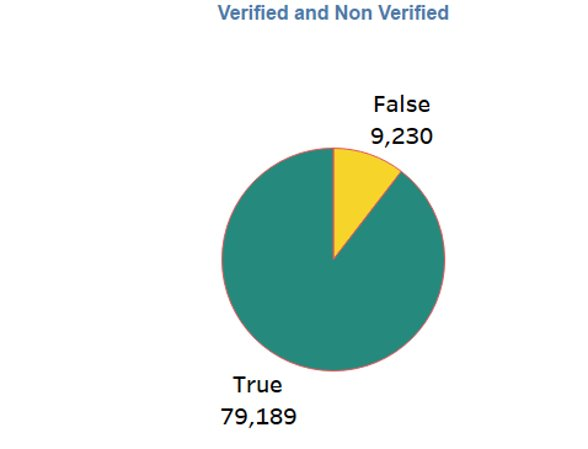 Verified and Non Verified
False
9,230
True
79,189